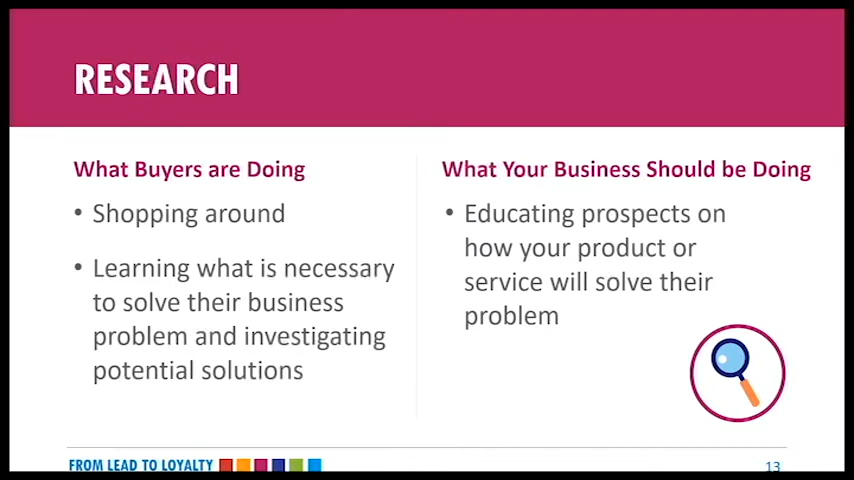 RESEARCH
What Buyers are Doing
• Shopping around
• Learning what is necessary
to solve their business
problem and investigating
potential solutions
What Your Business Should be Doing
• Educating prospects on
how your product or
service will solve their
problem
FROM LEAD TO LOYALTY
13